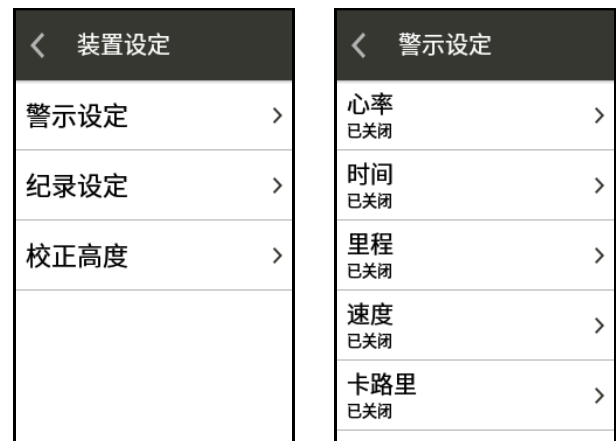 装置设定
警示设定
纪录设定
校正高度
警示设定
心率
已关闭
时间
已关闭
里程
已关闭
速度
已关闭
卡路里
已关闭